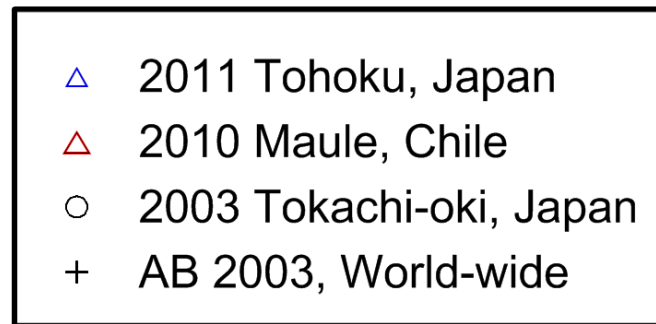 2011 Tohoku, Japan
2010 Maule, Chile
2003 Tokachi-oki, Japan
AB 2003, World-wide